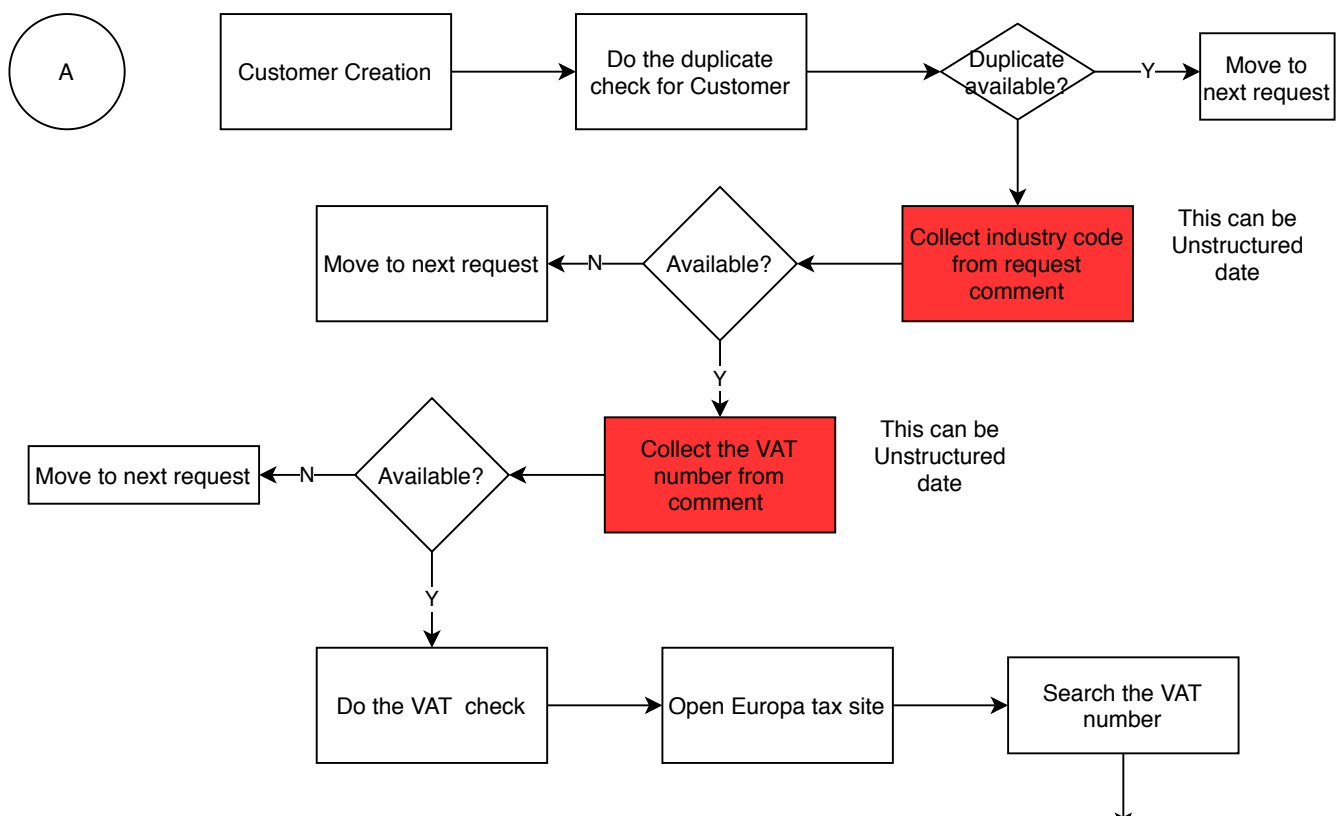 A
Customer Creation
Do the duplicate
check for Customer
Duplicate
available?
Y
Move to
next request
Move to next request
N
Available?
Collect industry code
from request
comment
This can be
Unstructured
date
Y
Move to next request
N
Available?
Collect the VAT
number from
comment
This can be
Unstructured
date
Y
Do the VAT  check
Open Europa tax site
Search the VAT
number